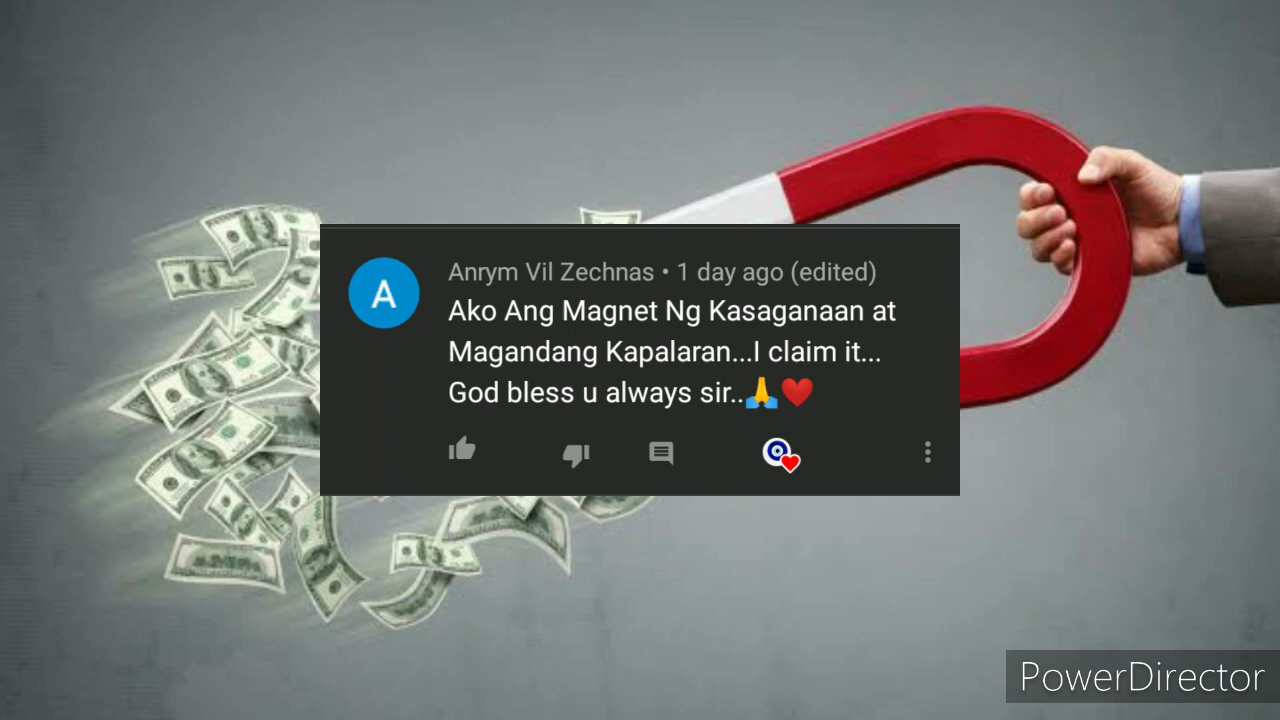 Anrym Vil Zechnas • 1 day ago (edited)
A
Ako Ang Magnet Ng Kasaganaan at
Magandang Kapalaran...I claim it...
God bless u always sir..🙏❤️
PowerDirector